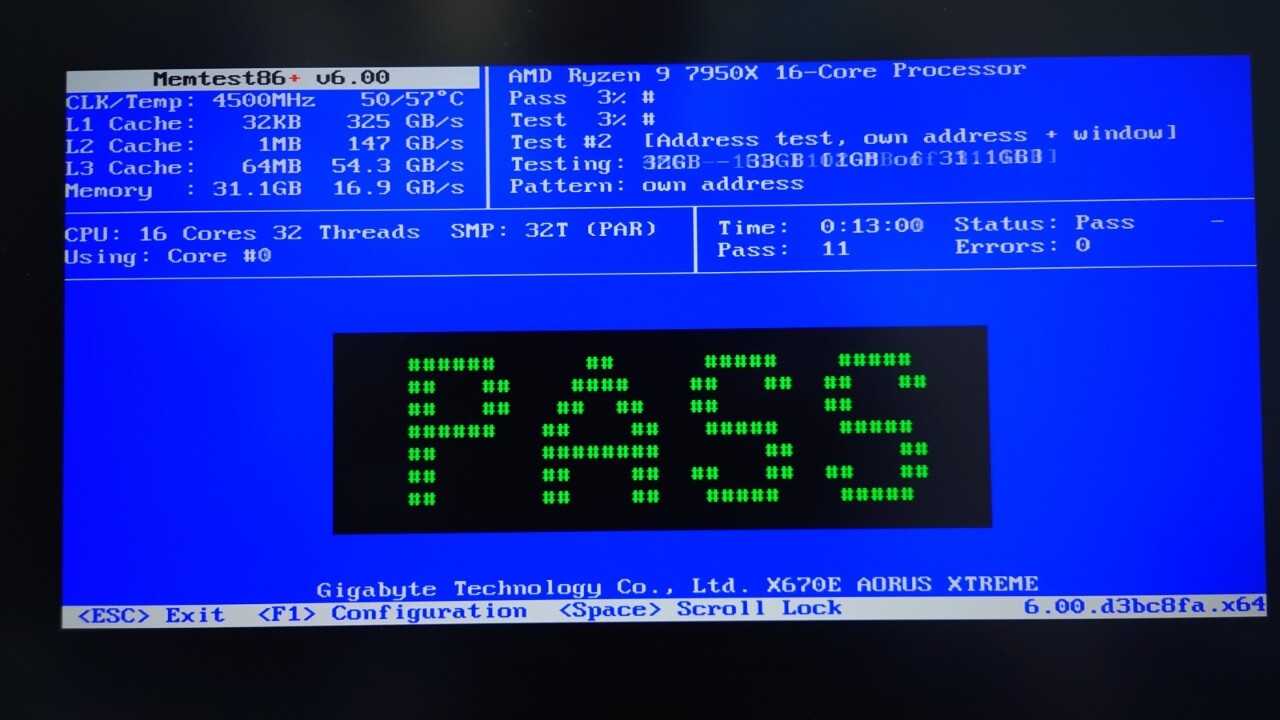 Memtest86+ v6.00
AMD Ryzen 9 7950X 16-Core Processor
CLK/Temp: 4500MHz 50/57°C
Pass 3% #
L1 Cache: 32KB 325 GB/s
Test 3% #
L2 Cache: 1MB 147 GB/s
Test #2 [Address test, own address + window]
L3 Cache: 64MB 54.3 GB/s
Testing:
Memory : 31.1GB 16.9 GB/s
Pattern: own address
CPU: 16 Cores 32 Threads SMP: 32T (PAR)
Time: 0:13:00 Status: Pass -
Using: Core #0
Pass: 11 Errors: 0
PASS
Gigabyte Technology Co., Ltd. X670E AORUS XTREME
<ESC> Exit <F1> Configuration <Space> Scroll Lock 6.00.d3bc8fa.x64